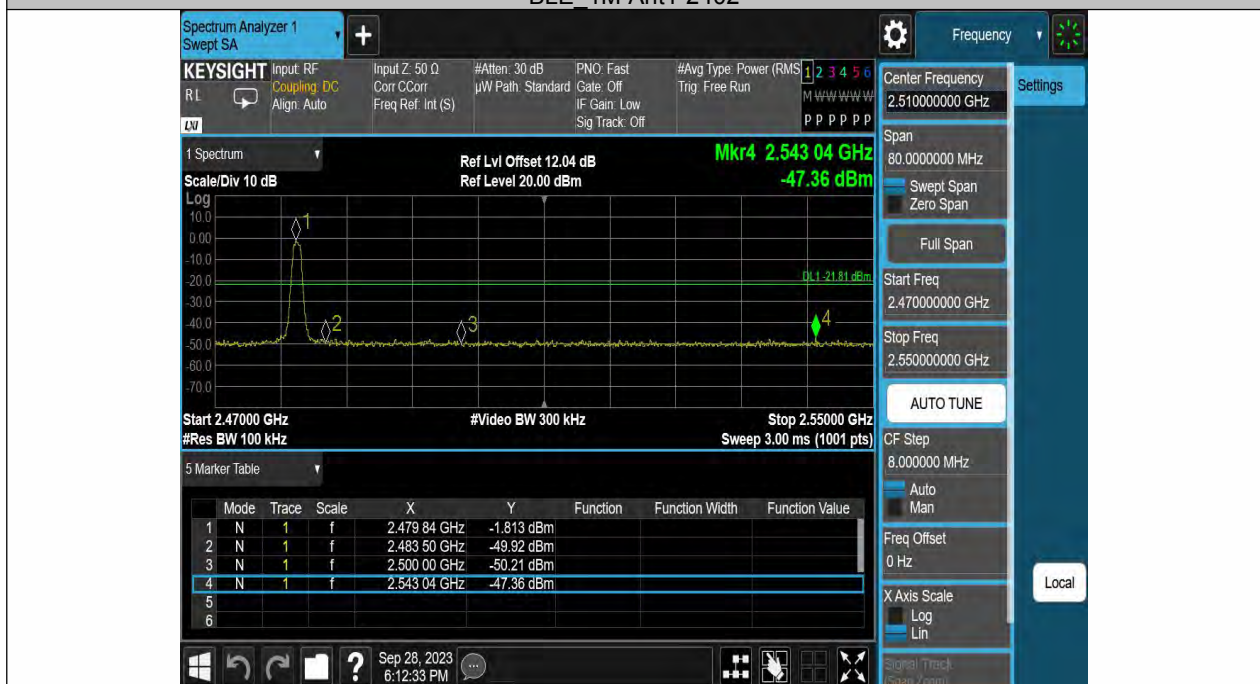 Spectrum Analyzer 1
Swept SA
+
Frequency
KEYSIGHT
RL
LXI
Input: RF
Coupling: DC
Align: Auto
Input Z: 50 Ω
Corr CCorr
Freq Ref: Int (S)
#Atten: 30 dB
µW Path: Standard
PNO: Fast
Gate: Off
IF Gain: Low
Sig Track: Off
#Avg Type: Power (RMS
Trig: Free Run
1 2 3 4 5 6
M W W W W W
P P P P P P
1 Spectrum
Scale/Div 10 dB
Log
Ref Lvl Offset 12.04 dB
Ref Level 20.00 dBm
Mkr4 2.543 04 GHz
-47.36 dBm
10.0
0.00
-10.0
-20.0
-30.0
-40.0
-50.0
-60.0
-70.0
1
2
3
4
DL1 -21.81 dBm
Start 2.47000 GHz
#Video BW 300 kHz
Stop 2.55000 GHz
#Res BW 100 kHz
Sweep 3.00 ms (1001 pts)
5 Marker Table
Mode Trace Scale X Y Function Function Width Function Value
1 N 1 f 2.479 84 GHz -1.813 dBm
2 N 1 f 2.483 50 GHz -49.92 dBm
3 N 1 f 2.500 00 GHz -50.21 dBm
4 N 1 f 2.543 04 GHz -47.36 dBm
5
6
Sep 28, 2023
6:12:33 PM
?
Center Frequency
2.510000000 GHz
Settings
Span
80.0000000 MHz
Swept Span
Zero Span
Full Span
Start Freq
2.470000000 GHz
Stop Freq
2.550000000 GHz
AUTO TUNE
CF Step
8.000000 MHz
Auto
Man
Freq Offset
0 Hz
X Axis Scale
Log
Lin
Signal Track
(Span Zoom)
Local